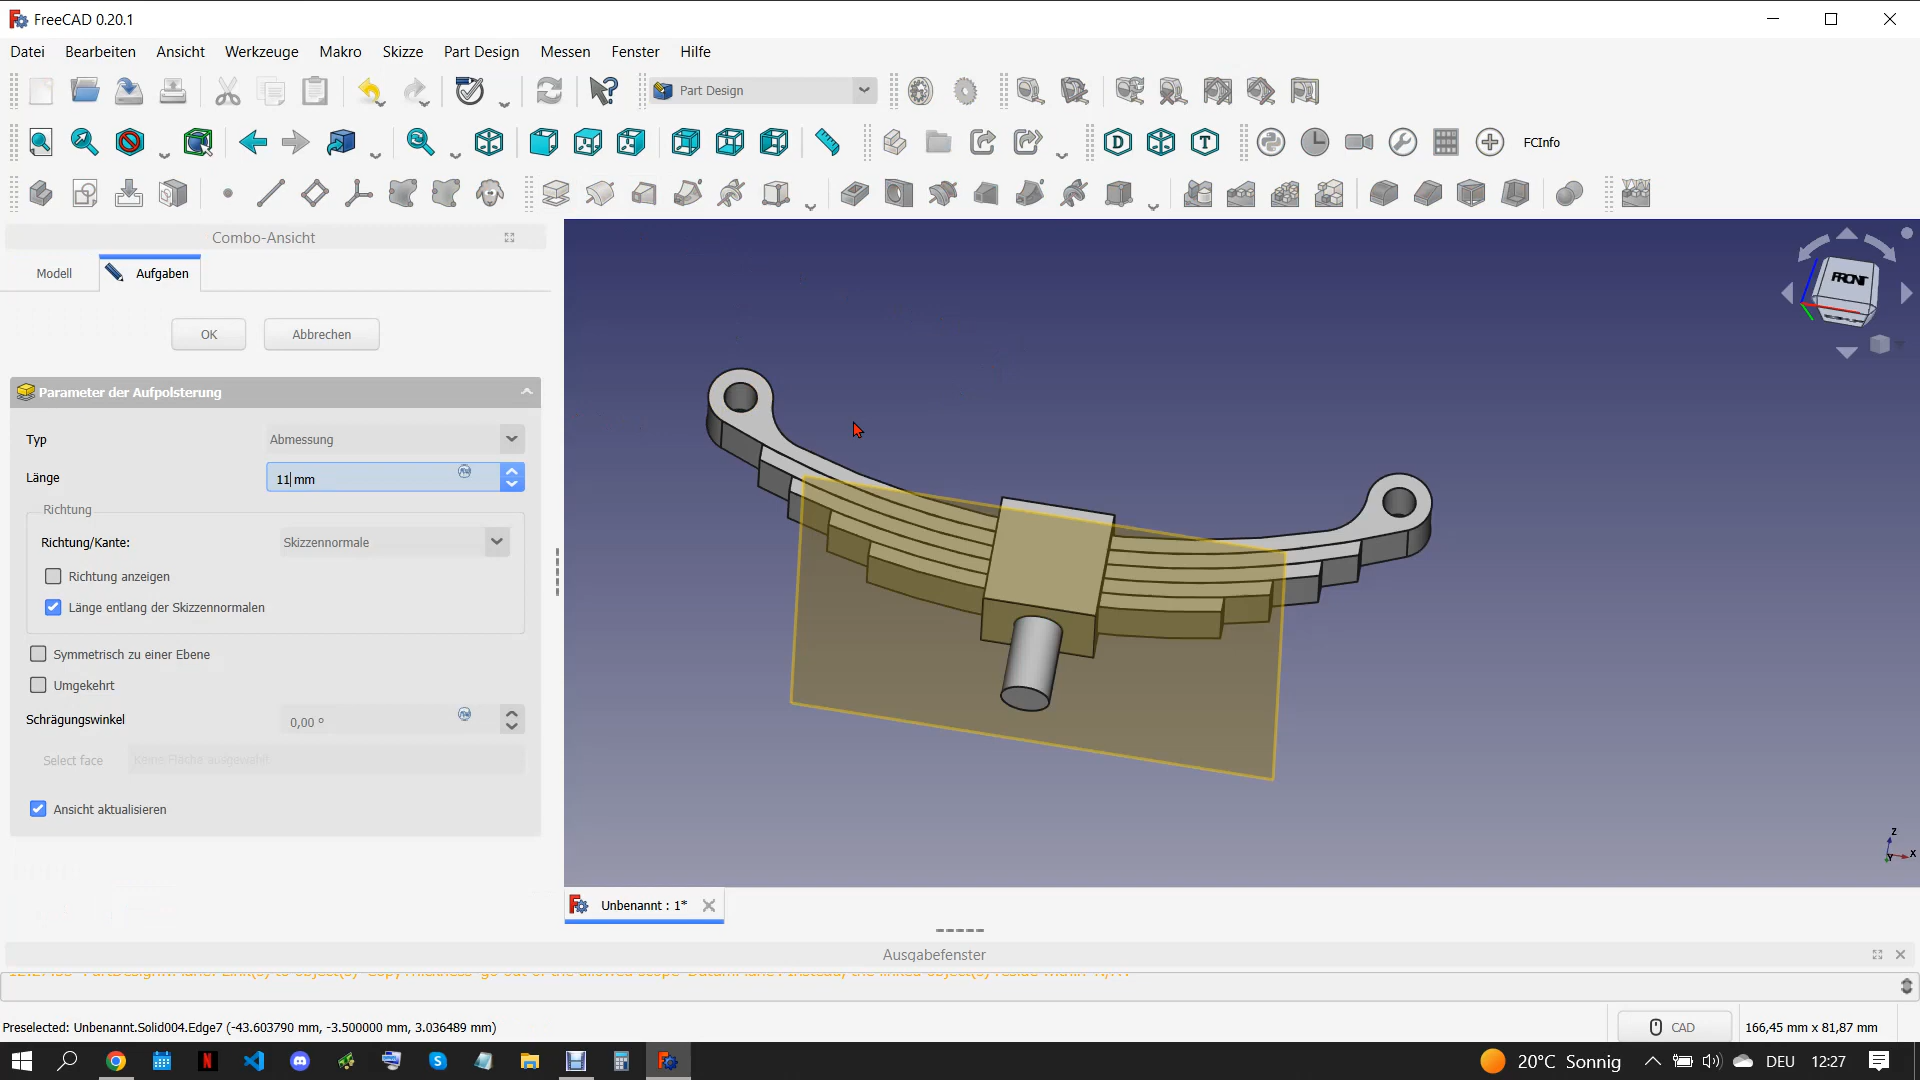 FreeCAD 0.20.1
Datei Bearbeiten Ansicht Werkzeuge Makro Skizze Part Design Messen Fenster Hilfe
Part Design
D T FCInfo
Combo-Ansicht
Modell Aufgaben
OK Abbrechen
Parameter der Aufpolsterung
Typ Abmessung
Länge 11 mm
Richtung
Richtung/Kante: Skizzennormale
Richtung anzeigen
Länge entlang der Skizzennormalen
Symmetrisch zu einer Ebene
Umgekehrt
Schrägungswinkel 0,00 °
Select face Keine Fläche ausgewählt
Ansicht aktualisieren
FRONT
Z
Y X
Unbenannt : 1*
Ausgabefenster
Preselected: Unbenannt.Solid004.Edge7 (-43.603790 mm, -3.500000 mm, 3.036489 mm)
CAD 166,45 mm x 81,87 mm
20°C Sonnig DEU 12:27